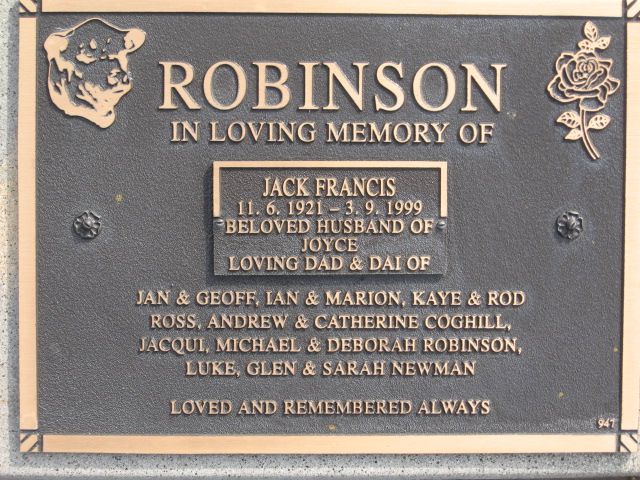 ROBINSON
IN LOVING MEMORY OF
JACK FRANCIS
11. 6. 1921 – 3. 9. 1999
BELOVED HUSBAND OF
JOYCE
LOVING DAD & DAI OF
JAN & GEOFF, IAN & MARION, KAYE & ROD
ROSS, ANDREW & CATHERINE COGHILL,
JACQUI, MICHAEL & DEBORAH ROBINSON,
LUKE, GLEN & SARAH NEWMAN
LOVED AND REMEMBERED ALWAYS
947